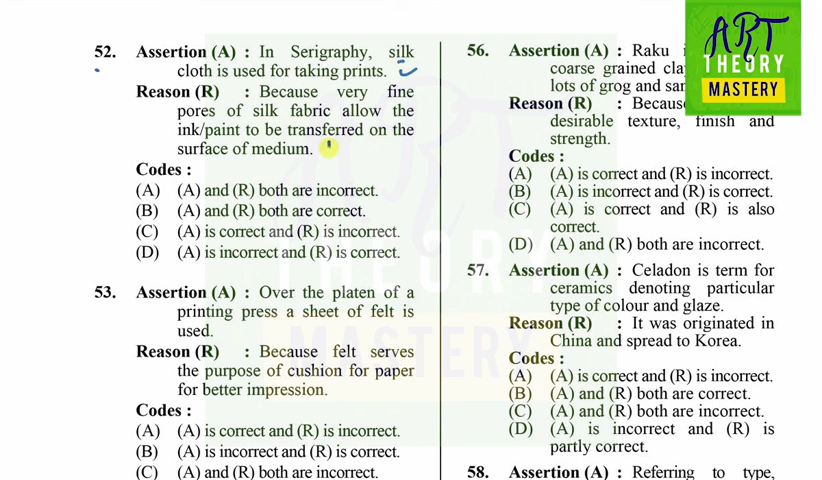 52. Assertion (A) : In Serigraphy, silk
cloth is used for taking prints.
Reason (R) : Because very fine
pores of silk fabric allow the
ink/paint to be transferred on the
surface of medium.
Codes :
(A) (A) and (R) both are incorrect.
(B) (A) and (R) both are correct.
(C) (A) is correct and (R) is incorrect.
(D) (A) is incorrect and (R) is correct.
53. Assertion (A) : Over the platen of a
printing press a sheet of felt is
used.
Reason (R) : Because felt serves
the purpose of cushion for paper
for better impression.
Codes :
(A) (A) is correct and (R) is incorrect.
(B) (A) is incorrect and (R) is correct.
(C) (A) and (R) both are incorrect.
56. Assertion (A) : Raku
coarse grained
lots of grog and
Reason (R) : Because
desirable texture, finish and
strength.
Codes :
(A) (A) is correct and (R) is incorrect.
(B) (A) is incorrect and (R) is correct.
(C) (A) is correct and (R) is also
correct.
(D) (A) and (R) both are incorrect.
57. Assertion (A) : Celadon is term for
ceramics denoting particular
type of colour and glaze.
Reason (R) : It was originated in
China and spread to Korea.
Codes :
(A) (A) is correct and (R) is incorrect.
(B) (A) and (R) both are correct.
(C) (A) and (R) both are incorrect.
(D) (A) is incorrect and (R) is
partly correct.
58. Assertion (A) : Referring to type,
ART
THEORY
MASTERY
ART
THEORY
MASTERY